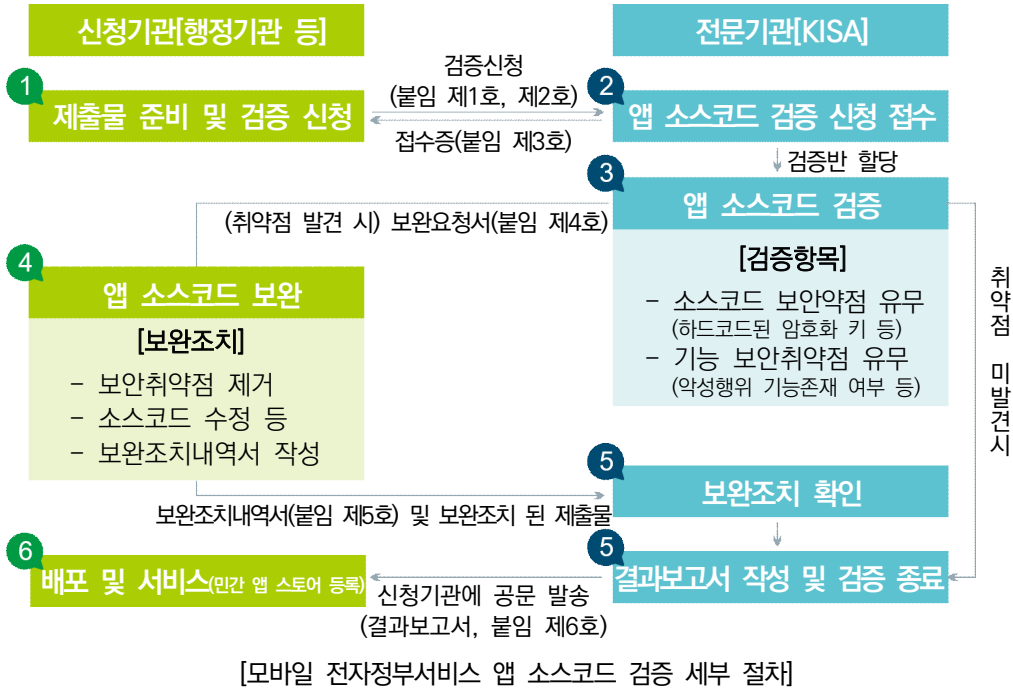 신청기관[행정기관 등]
전문기관[KISA]
1
제출물 준비 및 검증 신청
검증신청
(붙임 제1호, 제2호)
접수증(붙임 제3호)
2
앱 소스코드 검증 신청 접수
검증반 할당
3
앱 소스코드 검증
[검증항목]
- 소스코드 보안약점 유무
(하드코드된 암호화 키 등)
- 기능 보안취약점 유무
(악성행위 기능존재 여부 등)
(취약점 발견 시) 보완요청서(붙임 제4호)
취약점 미발견시
4
앱 소스코드 보완
[보완조치]
- 보안취약점 제거
- 소스코드 수정 등
- 보완조치내역서 작성
보완조치내역서(붙임 제5호) 및 보완조치 된 제출물
5
보완조치 확인
5
결과보고서 작성 및 검증 종료
신청기관에 공문 발송
(결과보고서, 붙임 제6호)
6
배포 및 서비스(민간 앱 스토어 등록)
[모바일 전자정부서비스 앱 소스코드 검증 세부 절차]